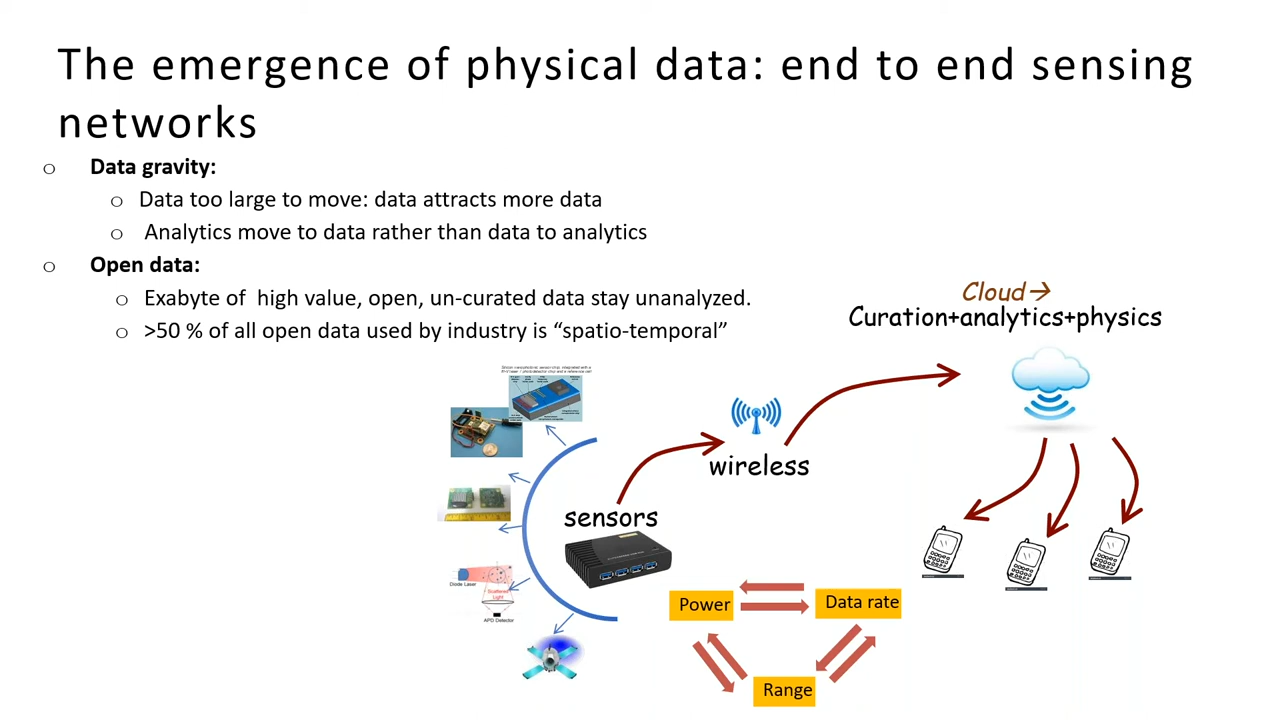 The emergence of physical data: end to end sensing
networks
o Data gravity:
o Data too large to move: data attracts more data
o Analytics move to data rather than data to analytics
o Open data:
o Exabyte of high value, open, un-curated data stay unanalyzed.
o >50 % of all open data used by industry is “spatio-temporal”
Cloud→
Curation+analytics+physics
wireless
sensors
Diode Laser
Scattered
Light
APD Detector
Power
Data rate
Range